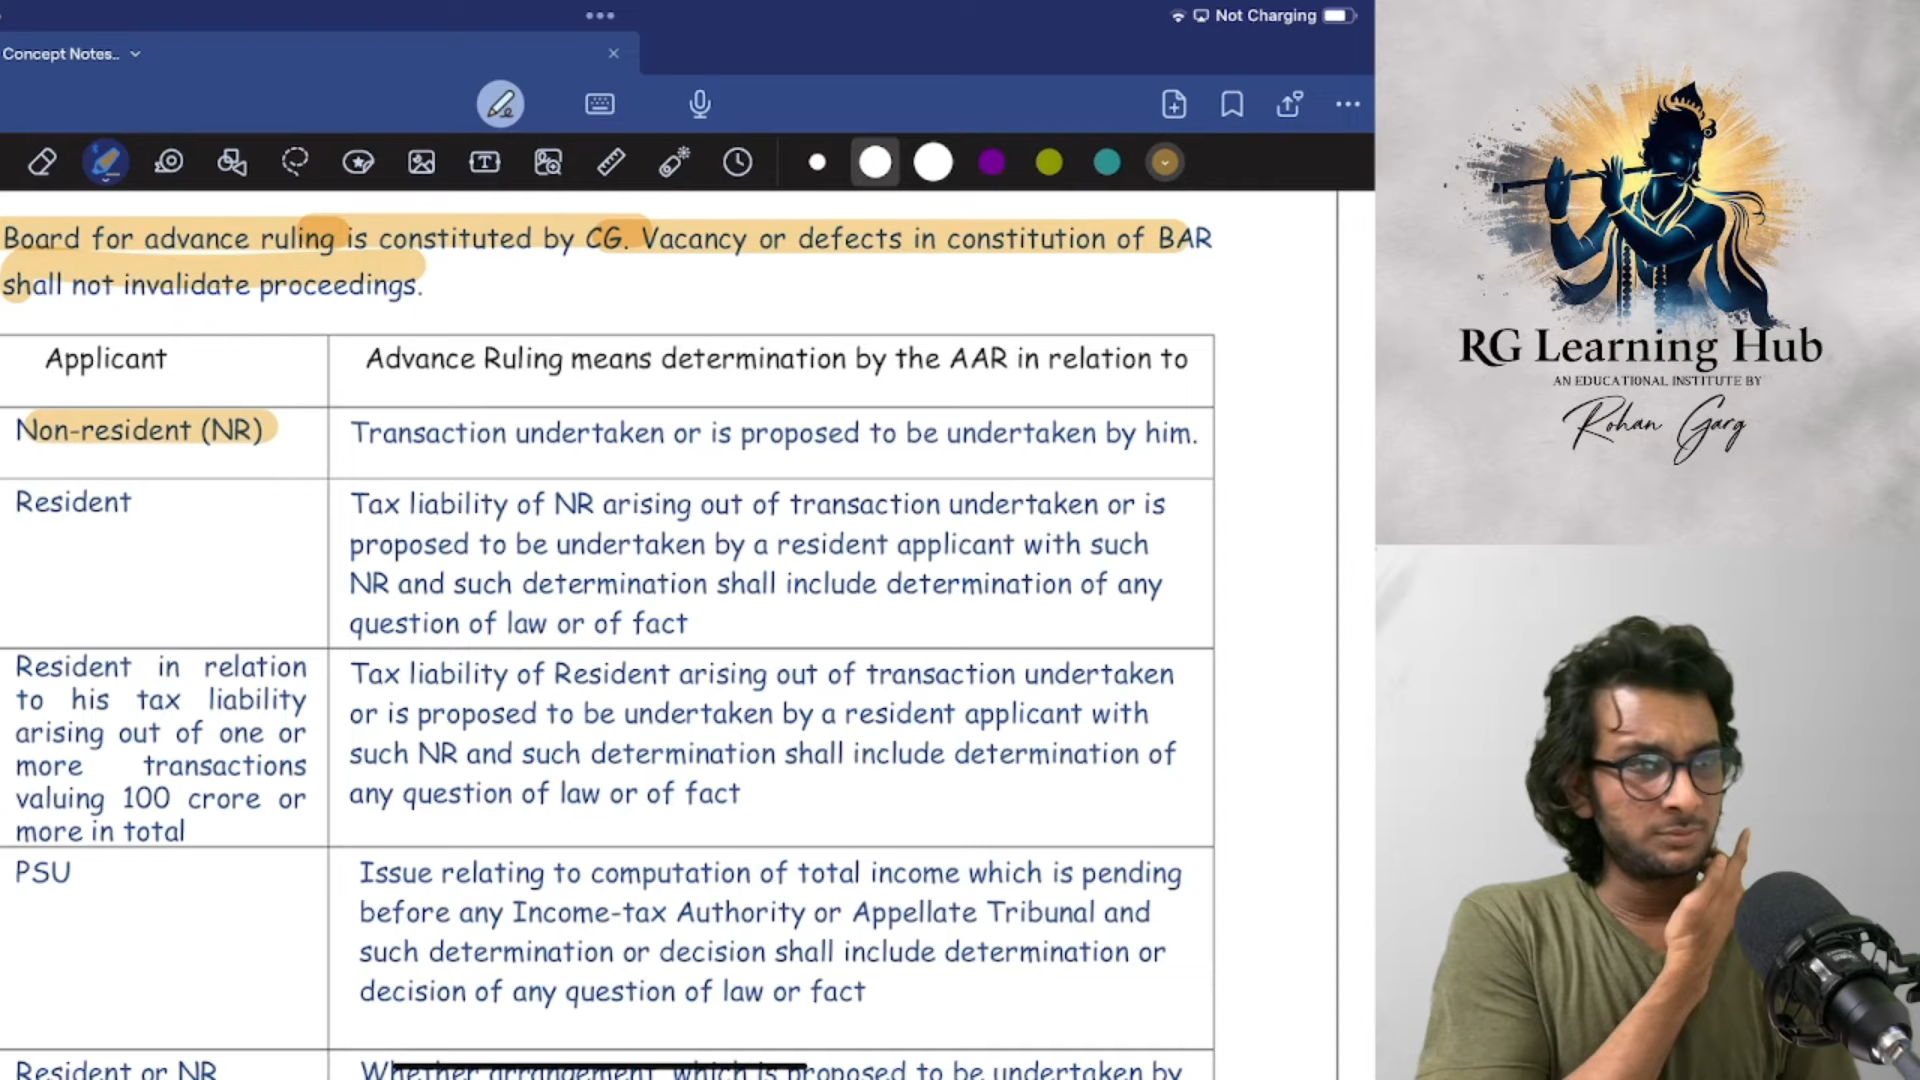 Not Charging
Concept Notes..
Board for advance ruling is constituted by CG. Vacancy or defects in constitution of BAR
shall not invalidate proceedings.
Applicant
Advance Ruling means determination by the AAR in relation to
Non-resident (NR)
Transaction undertaken or is proposed to be undertaken by him.
Resident
Tax liability of NR arising out of transaction undertaken or is
proposed to be undertaken by a resident applicant with such
NR and such determination shall include determination of any
question of law or of fact
Resident in relation
to his tax liability
arising out of one or
more transactions
valuing 100 crore or
more in total
Tax liability of Resident arising out of transaction undertaken
or is proposed to be undertaken by a resident applicant with
such NR and such determination shall include determination of
any question of law or of fact
PSU
Issue relating to computation of total income which is pending
before any Income-tax Authority or Appellate Tribunal and
such determination or decision shall include determination or
decision of any question of law or fact
Resident or NR
Whether arrangement, which is proposed to be undertaken by
RG Learning Hub
AN EDUCATIONAL INSTITUTE BY
Rohan Garg